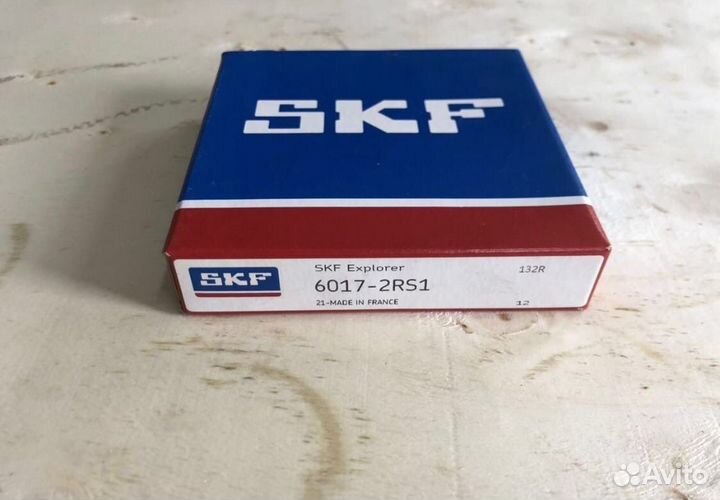 SKF
SKF
SKF Explorer
132R
6017-2RS1
21-MADE IN FRANCE
12
Avito